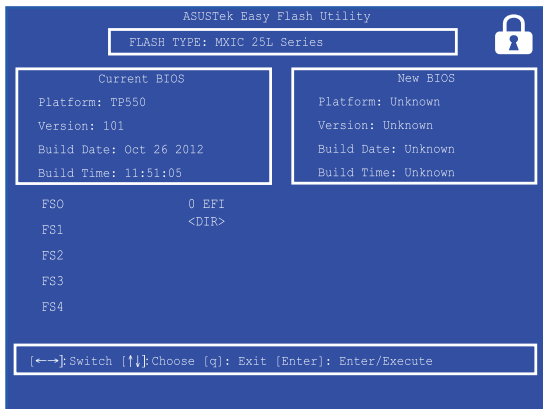 ASUSTek Easy Flash Utility
FLASH TYPE: MXIC 25L Series
Current BIOS
Platform: TP550
Version: 101
Build Date: Oct 26 2012
Build Time: 11:51:05
New BIOS
Platform: Unknown
Version: Unknown
Build Date: Unknown
Build Time: Unknown
FSO
FS1
FS2
FS3
FS4
0 EFI
<DIR>
[←→]:Switch [↑↓]:Choose [q]: Exit [Enter]: Enter/Execute